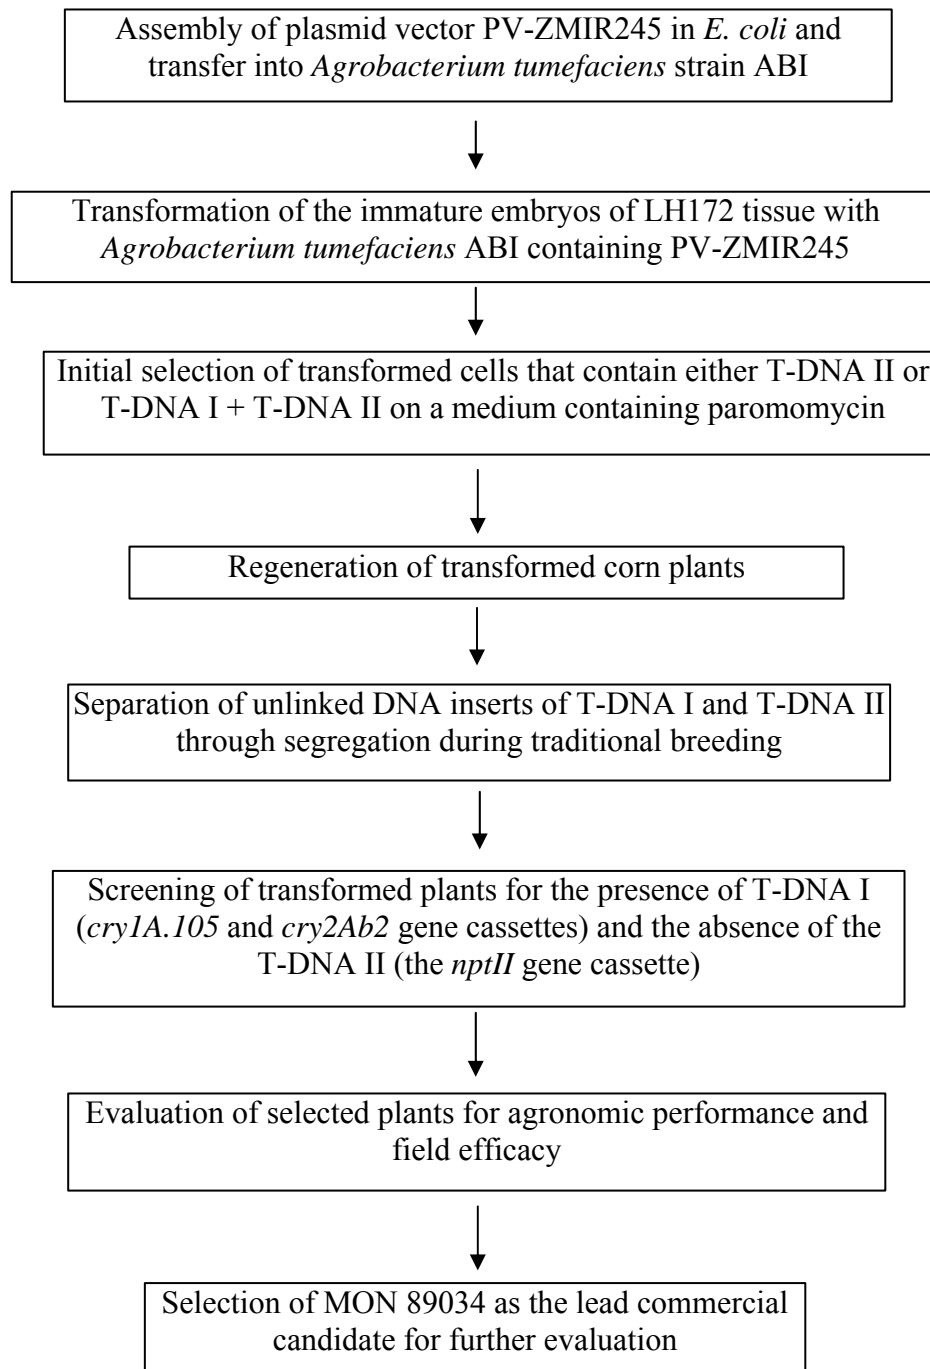 Assembly of plasmid vector PV-ZMIR245 in E. coli and
transfer into Agrobacterium tumefaciens strain ABI
Transformation of the immature embryos of LH172 tissue with
Agrobacterium tumefaciens ABI containing PV-ZMIR245
Initial selection of transformed cells that contain either T-DNA II or
T-DNA I + T-DNA II on a medium containing paromomycin
Regeneration of transformed corn plants
Separation of unlinked DNA inserts of T-DNA I and T-DNA II
through segregation during traditional breeding
Screening of transformed plants for the presence of T-DNA I
(cry1A.105 and cry2Ab2 gene cassettes) and the absence of the
T-DNA II (the nptII gene cassette)
Evaluation of selected plants for agronomic performance and
field efficacy
Selection of MON 89034 as the lead commercial
candidate for further evaluation